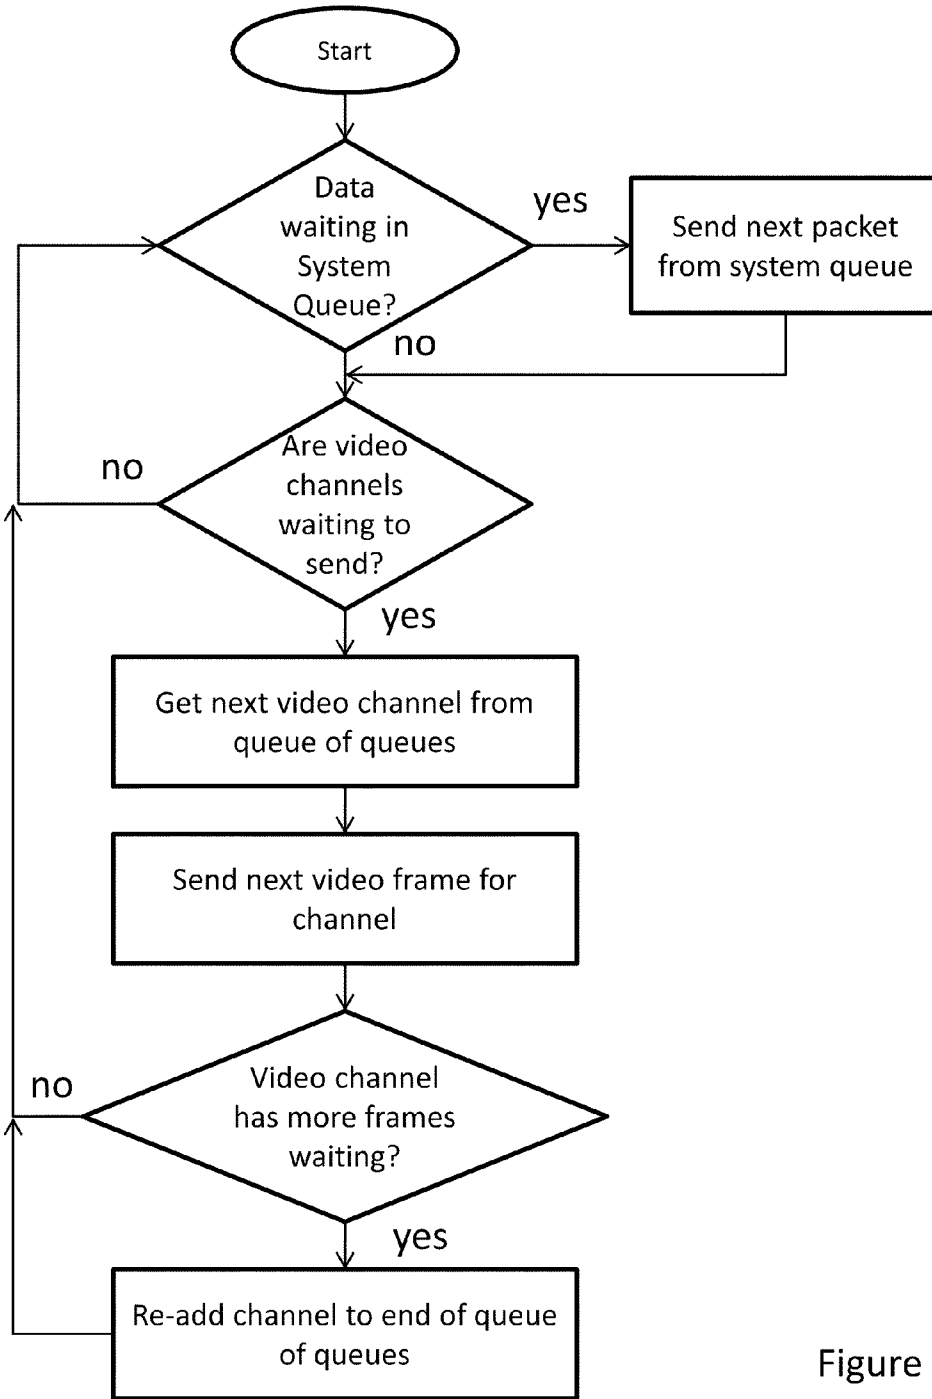 Start
Data
waiting in
System
Queue?
yes
Send next packet
from system queue
no
Are video
channels
waiting to
send?
no
yes
Get next video channel from
queue of queues
Send next video frame for
channel
Video channel
has more frames
waiting?
no
yes
Re-add channel to end of queue
of queues
Figure